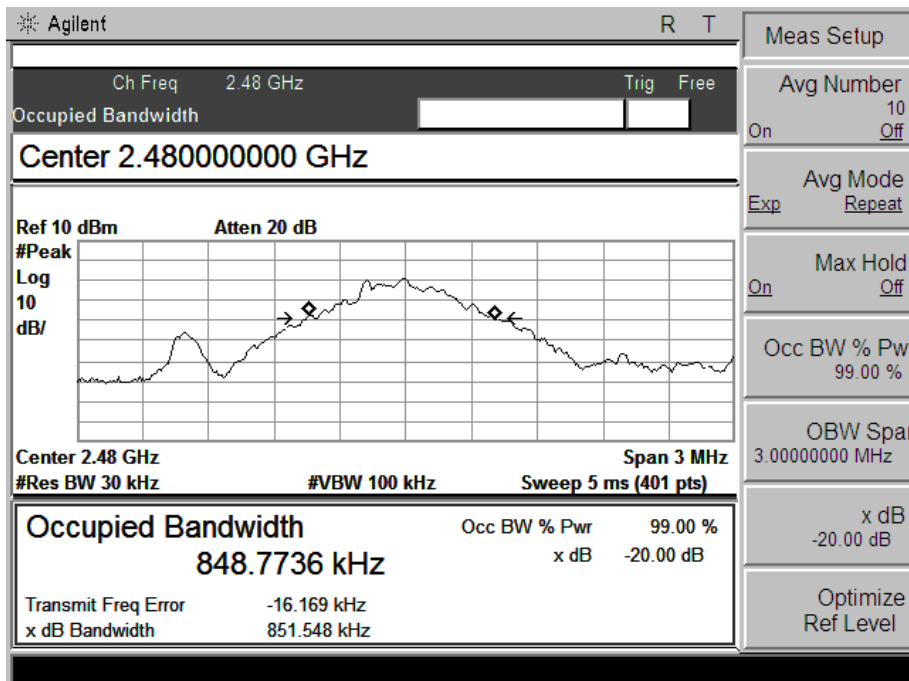 Agilent
R T
Ch Freq 2.48 GHz Trig Free
Occupied Bandwidth
Center 2.480000000 GHz
Ref 10 dBm Atten 20 dB
#Peak
Log
10
dB/
Center 2.48 GHz Span 3 MHz
#Res BW 30 kHz #VBW 100 kHz Sweep 5 ms (401 pts)
Occupied Bandwidth
848.7736 kHz
Occ BW % Pwr 99.00 %
x dB -20.00 dB
Transmit Freq Error -16.169 kHz
x dB Bandwidth 851.548 kHz
Meas Setup
Avg Number
10
On Off
Avg Mode
Exp Repeat
Max Hold
On Off
Occ BW % Pw
99.00 %
OBW Spa
3.00000000 MHz
x dB
-20.00 dB
Optimize
Ref Level